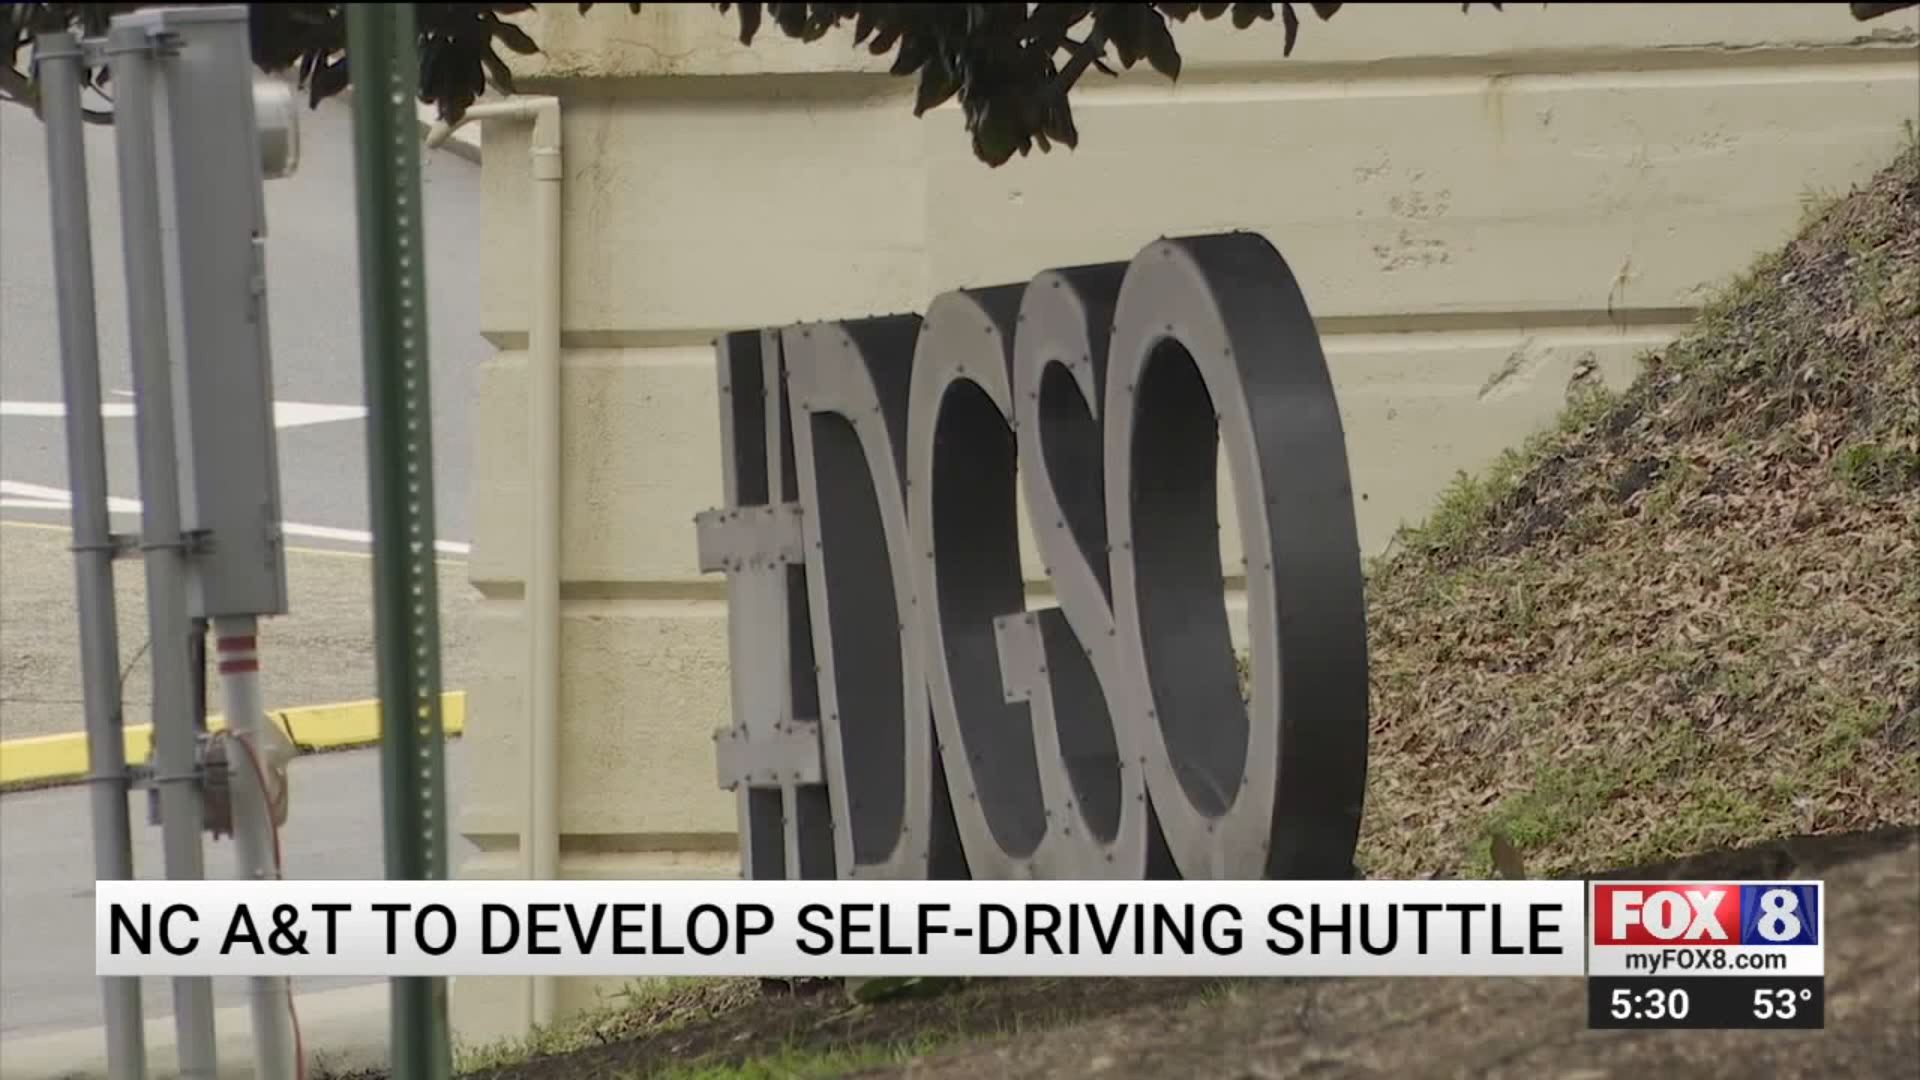 DGSO
NC A&T TO DEVELOP SELF-DRIVING SHUTTLE
FOX 8
myFOX8.com
5:30 53°